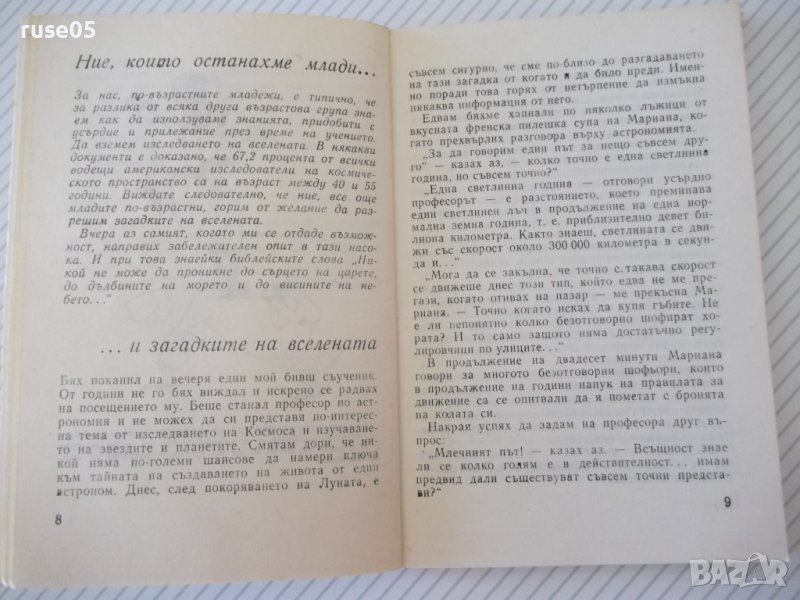 ruse05
Ние, които останахме млади...
За нас, по-възрастните младежи, е типично, че
за разлика от всяка друга възрастова група зна-
ем как да използуваме знанията, придобити с
усърдие и прилежание през време на учението.
Да вземем изследването на вселената. В някакви
документи е доказано, че 67,2 процента от всички
водещи американски изследователи на косми-
ческото пространство са на възраст между 40 и 55
години. Виждате следователно, че ние, все още
младите по-възрастни, горим от желание да раз-
решим загадките на вселената.
Вчера аз самият, когато ми се отдаде възмож-
ност, направих забележителен опит в тази насо-
ка. И при това знаейки библейските слова „Ни-
кой не може да проникне до сърцето на царете,
до дълбините на морето и до висините на не-
бето..."
... и загадките на вселената
Бях поканил на вечеря един мой бивш съученик.
От години не го бях виждал и искрено се радвах
на посещението му. Беше станал професор по ас-
трономия и не можех да си представя по-интерес-
на тема от изследването на Космоса и изучаване-
то на звездите и планетите. Смятам дори, че ни-
кой няма по-големи шансове да намери ключа
към тайната на създаването на живота от един
астроном. Днес, след покоряването на Луната, е
8
съвсем сигурно, че сме по-близо до разгадаването
на тази загадка от когато и да било преди. Имен-
но поради това горях от нетърпение да измъкна
някаква информация от него.
Едвам бяхме хапнали по няколко лъжици от
вкусната френска пилешка супа на Мариана, ко-
гато прехвърлих разговора върху астрономията.
„За да говорим един път за нещо съвсем дру-
го" — казах аз, — колко точно е една светлинна
година, но съвсем точно?"
„Една светлинна година — отговори усърдно
професорът — е разстоянието, което преминава
един светлинен лъч в продължение на една нор-
мална земна година, т. е. приблизително девет би-
лиона километра. Както знаеш, светлината се дви-
жи със скорост около 300 000 километра в секун-
да и..."
„Мога да се закълна, че точно с такава скорост
се движеше днес този тип, който едва не ме пре-
гази, когато отивах на пазар — ме прекъсна Ма-
риана. — Точно когато исках да купя гъбите. Не
е ли непонятно колко безотговорно шофират хо-
рата? И то само защото няма достатъчно регу-
лировчици по улиците..."
В продължение на двадесет минути Мариана
говори за многото безотговорни шофьори, които
в продължение на години напук на правилата за
движение са се опитвали да я пометат с бронята
на колата си.
Накрая успях да задам на професора друг въ-
прос:
„Млечният път! — казах аз. — Всъщност знае
ли се колко голям е в действителност... имам
предвид дали съществуват съвсем точни предста-
ви?"
9
BAZAR